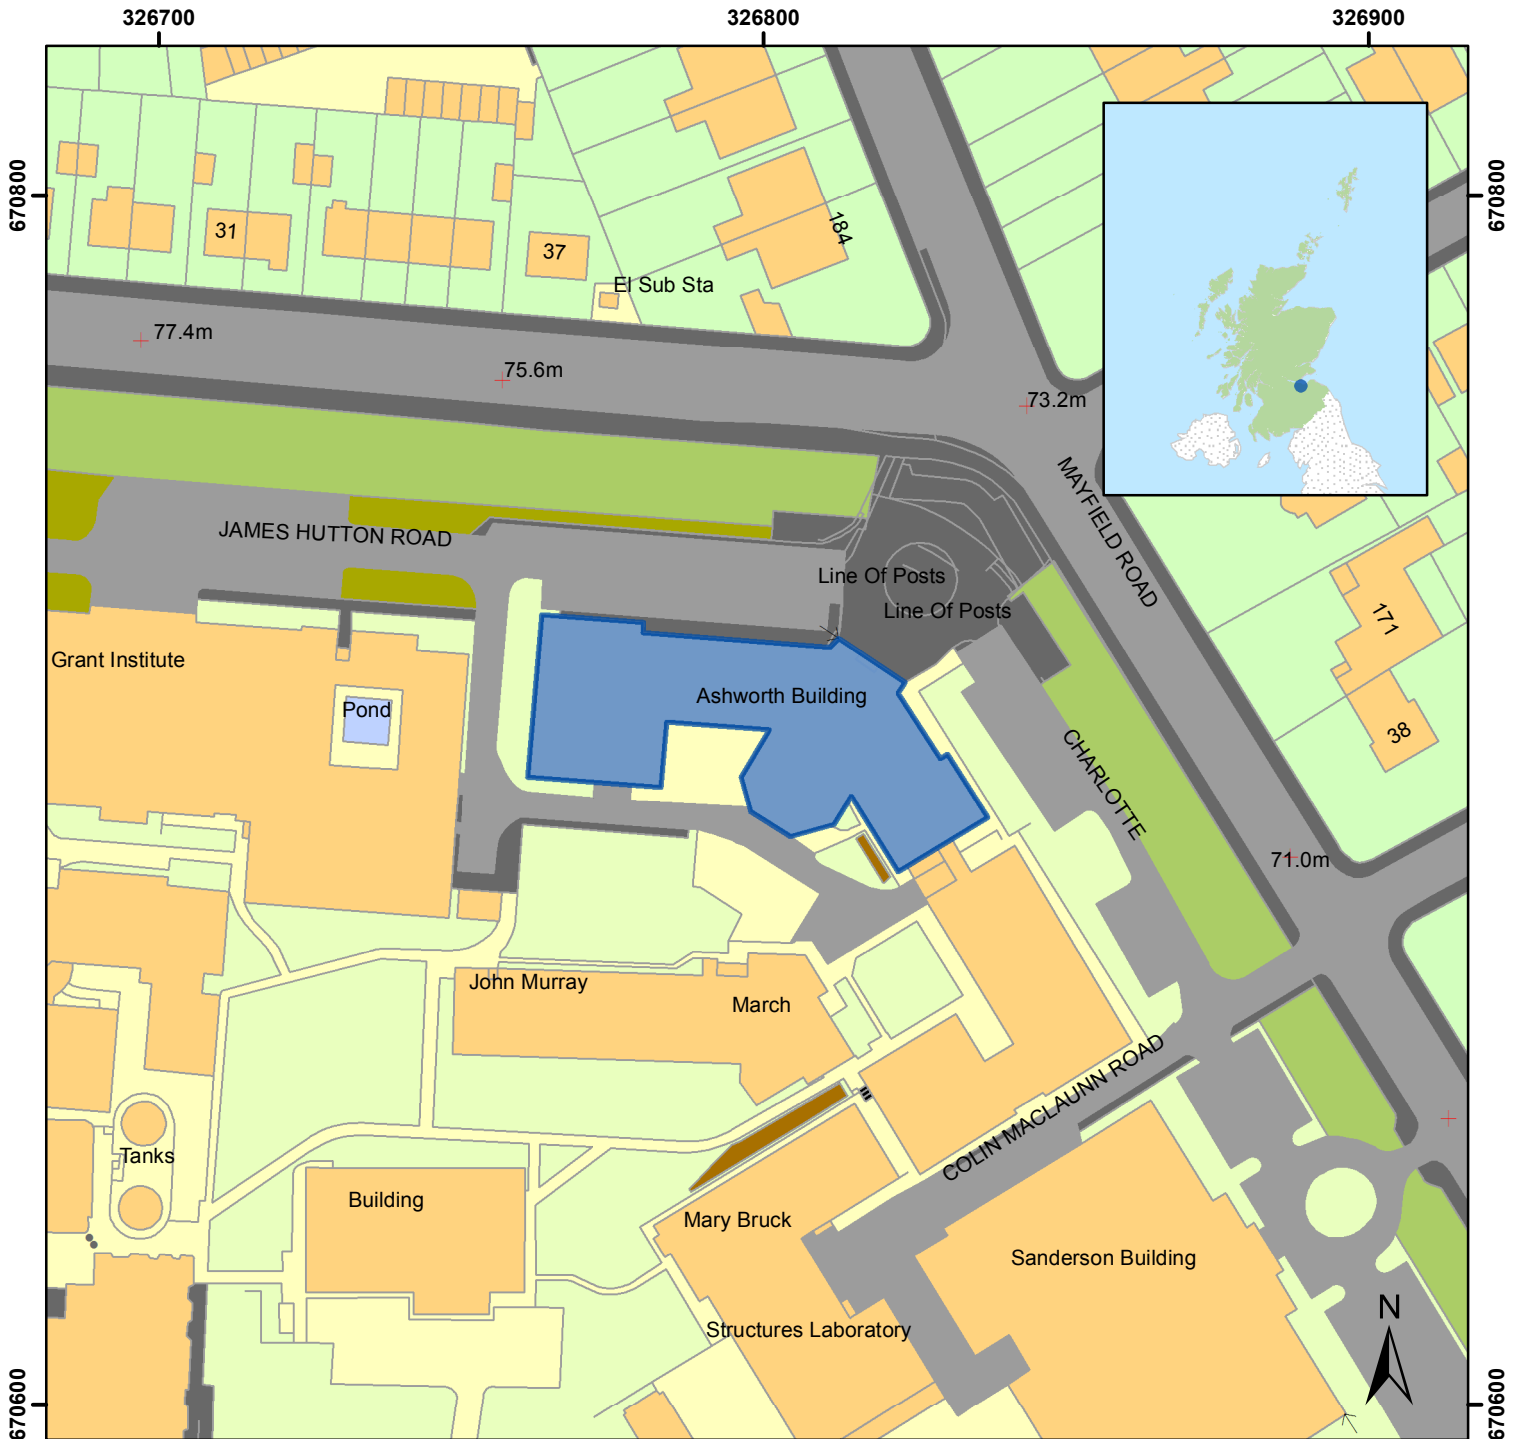 326700
326800
326900
670800
670800
184
31
37
El Sub Sta
77.4m
75.6m
73.2m
MAYFIELD ROAD
JAMES HUTTON ROAD
Line Of Posts
Line Of Posts
171
Grant Institute
Ashworth Building
Pond
38
CHARLOTTE
71.0m
John Murray
March
COLIN MACLAUNN ROAD
Tanks
Building
Mary Bruck
Sanderson Building
N
Structures Laboratory
670600
670600